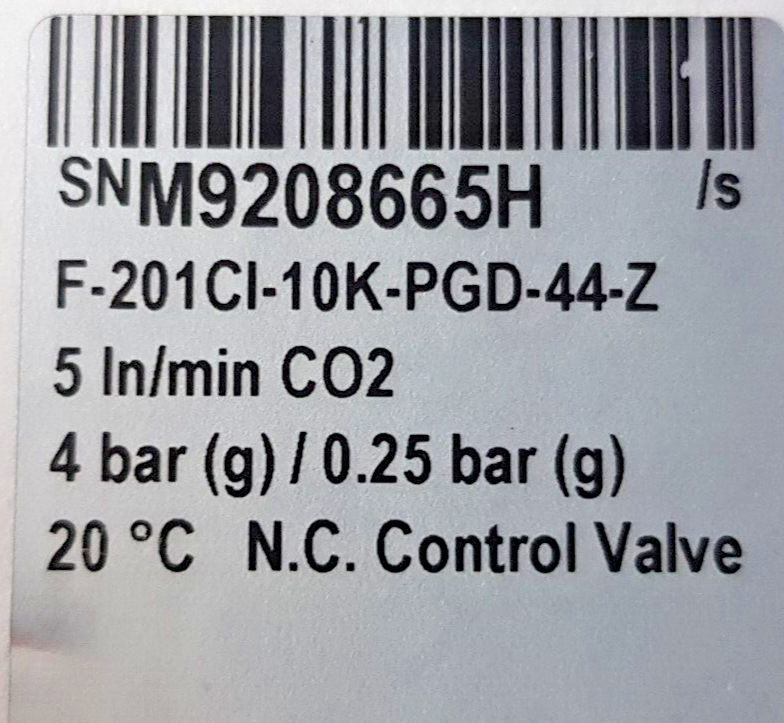 SNM9208665H /s
F-201CI-10K-PGD-44-Z
5 ln/min CO2
4 bar (g) / 0.25 bar (g)
20 °C N.C. Control Valve